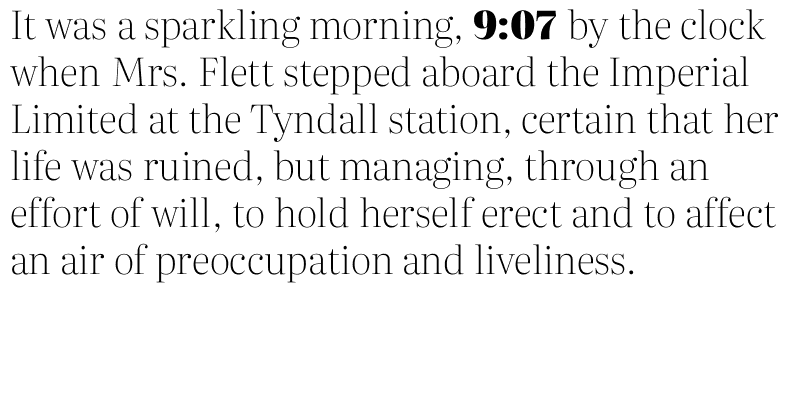 It was a sparkling morning, 9:07 by the clock
when Mrs. Flett stepped aboard the Imperial
Limited at the Tyndall station, certain that her
life was ruined, but managing, through an
effort of will, to hold herself erect and to affect
an air of preoccupation and liveliness.